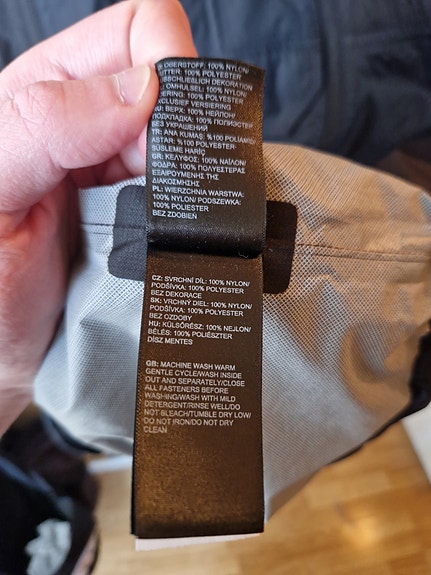 OBERSTOFF: 100% NYLON/
FUTTER: 100% POLYESTER
AUSSCHLIEßLICH DEKORATION
OMHULSEL: 100% NYLON/
VOERING: 100% POLYESTER
EXCLUSIEF VERSIERING
RU: ВЕРХ: 100% НЕЙЛОН/
ПОДКЛАДКА: 100% ПОЛИЭСТЕР
БЕЗ УКРАШЕНИЙ
TR: ANA KUMAŞ: %100 POLİAMİD/
ASTAR: %100 POLYESTER
SÜSLEME HARİÇ
GR: ΚΕΛΥΦΟΣ: 100% ΝΑΪΛΟΝ/
ΦΟΔΡΑ: 100% ΠΟΛΥΕΣΤΕΡΑΣ
ΕΞΑΙΡΟΥΜΕΝΗΣ ΤΗΣ
ΔΙΑΚΟΣΜΗΣΗΣ
PL: WIERZCHNIA WARSTWA:
100% NYLON/ PODSZEWKA:
100% POLIESTER
BEZ ZDOBIEŃ
CZ: SVRCHNÍ DÍL: 100% NYLON/
PODŠÍVKA: 100% POLYESTER
BEZ DEKORACE
SK: VRCHNÝ DIEL: 100% NYLON/
PODŠÍVKA: 100% POLYESTER
BEZ OZDOBY
HU: KÜLSŐRÉSZ: 100% NEJLON/
BÉLÉS: 100% POLIÉSZTER
DÍSZ MENTES
GB: MACHINE WASH WARM
GENTLE CYCLE/WASH INSIDE
OUT AND SEPARATELY/CLOSE
ALL FASTENERS BEFORE
WASHING/WASH WITH MILD
DETERGENT/RINSE WELL/DO
NOT BLEACH/TUMBLE DRY LOW/
DO NOT IRON/DO NOT DRY
CLEAN